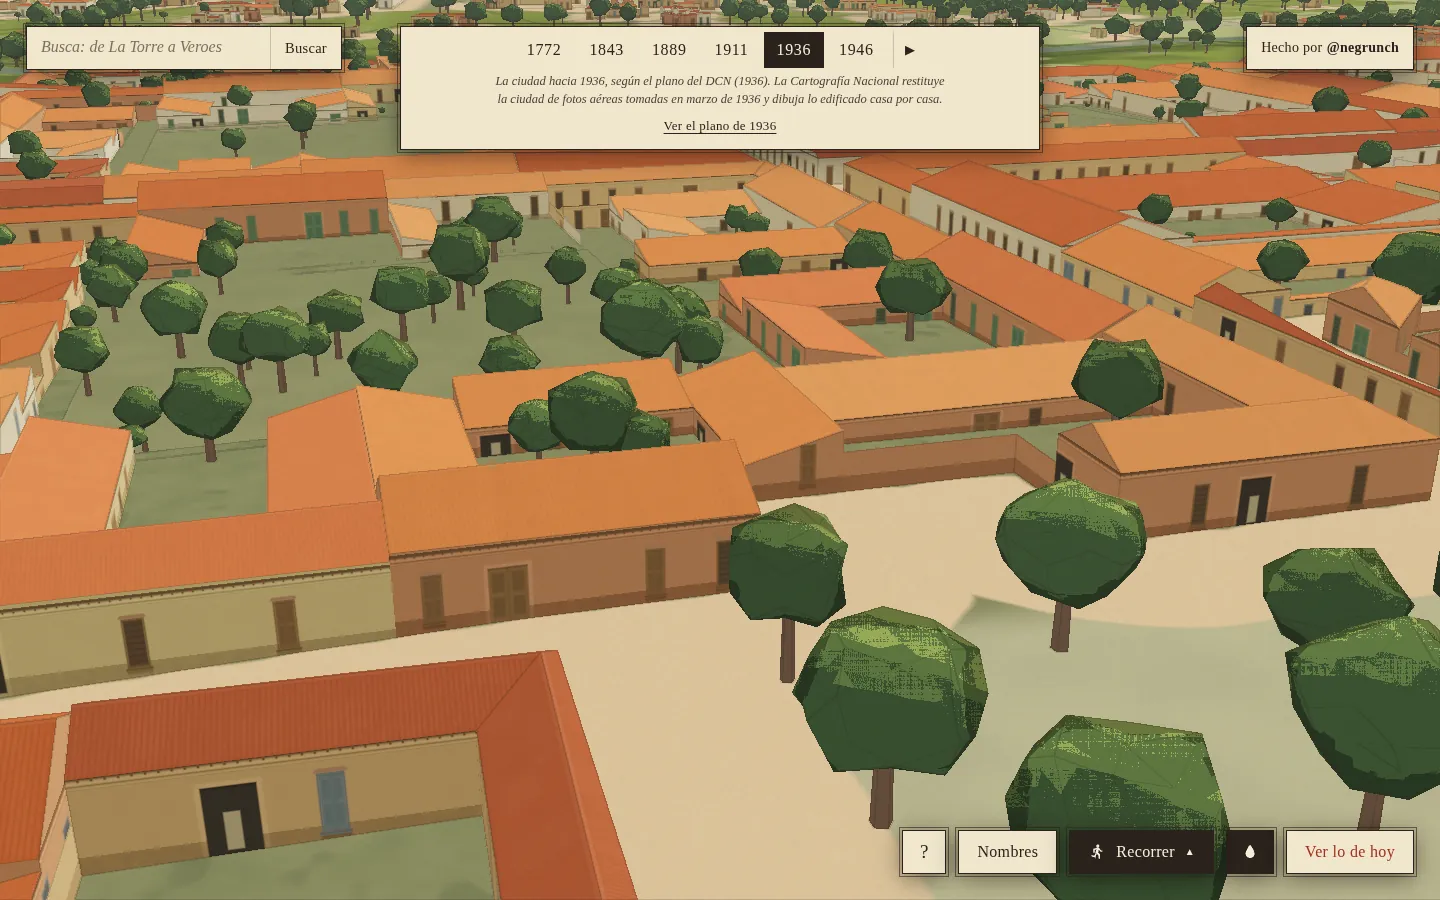 Busca: de La Torre a Veroes
Buscar
1772 1843 1889 1911 1936 1946 ▶
La ciudad hacia 1936, según el plano del DCN (1936). La Cartografía Nacional restituye
la ciudad de fotos aéreas tomadas en marzo de 1936 y dibuja lo edificado casa por casa.
Ver el plano de 1936
Hecho por @negrunch
?
Nombres
Recorrer ▲
Ver lo de hoy